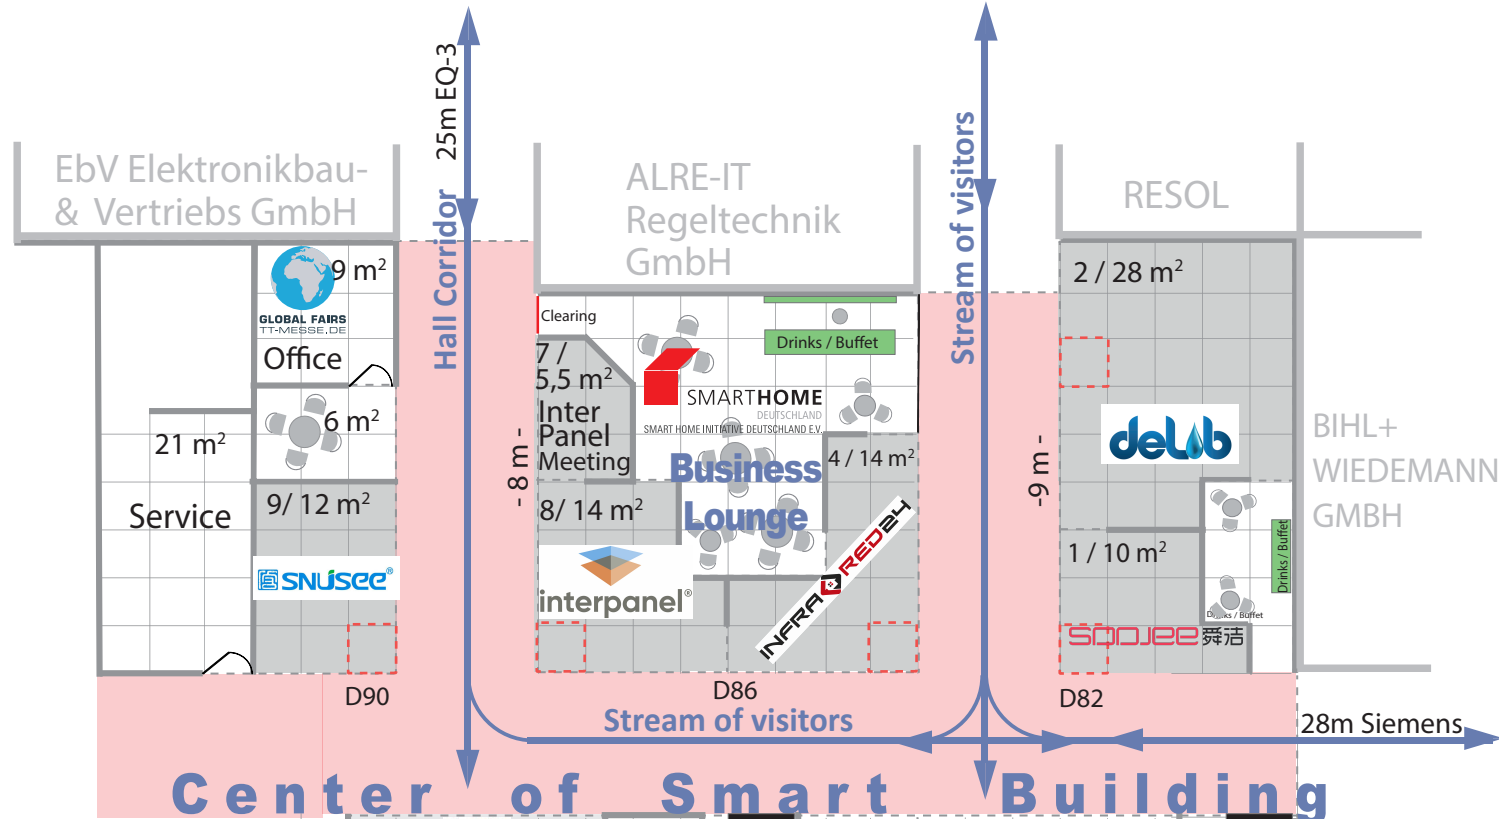 25m EQ-3
Hall Corridor
Stream of visitors
EbV Elektronikbau-
& Vertriebs GmbH
ALRE-IT
Regeltechnik
GmbH
RESOL
BIHL+
WIEDEMANN
GMBH
9 m²
GLOBAL FAIRS
TT-MESSE.DE
Office
6 m²
21 m²
Service
9/ 12 m²
SNUSEE®
D90
Clearing
7 /
5,5 m²
Inter
Panel
Meeting
- 8 m -
8/ 14 m²
interpanel®
Drinks / Buffet
SMARTHOME
DEUTSCHLAND
SMART HOME INITIATIVE DEUTSCHLAND E.V.
Business
Lounge
4 / 14 m²
INFRARED24
D86
-9 m -
2 / 28 m²
deLab
1 / 10 m²
Drinks / Buffet
Drinks / Buffet
SOOJEE 舜洁
D82
Stream of visitors
28m Siemens
Center of Smart Building